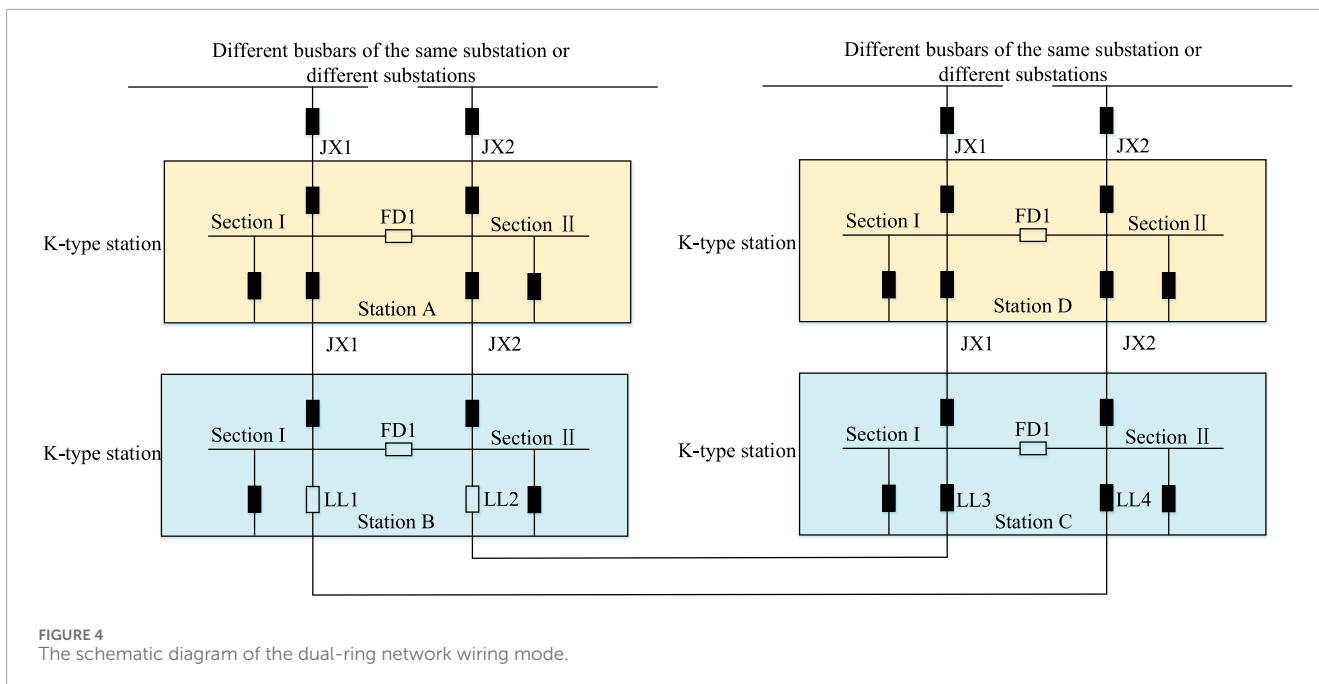 Different busbars of the same substation or
different substations
JX1
JX2
K-type station
Section I
FD1
Section Ⅱ
Station A
JX1
JX2
K-type station
Section I
FD1
Section Ⅱ
LL1
LL2
Station B
Different busbars of the same substation or
different substations
JX1
JX2
K-type station
Section I
FD1
Section Ⅱ
Station D
JX1
JX2
K-type station
Section I
FD1
Section Ⅱ
LL3
LL4
Station C
FIGURE 4
The schematic diagram of the dual-ring network wiring mode.